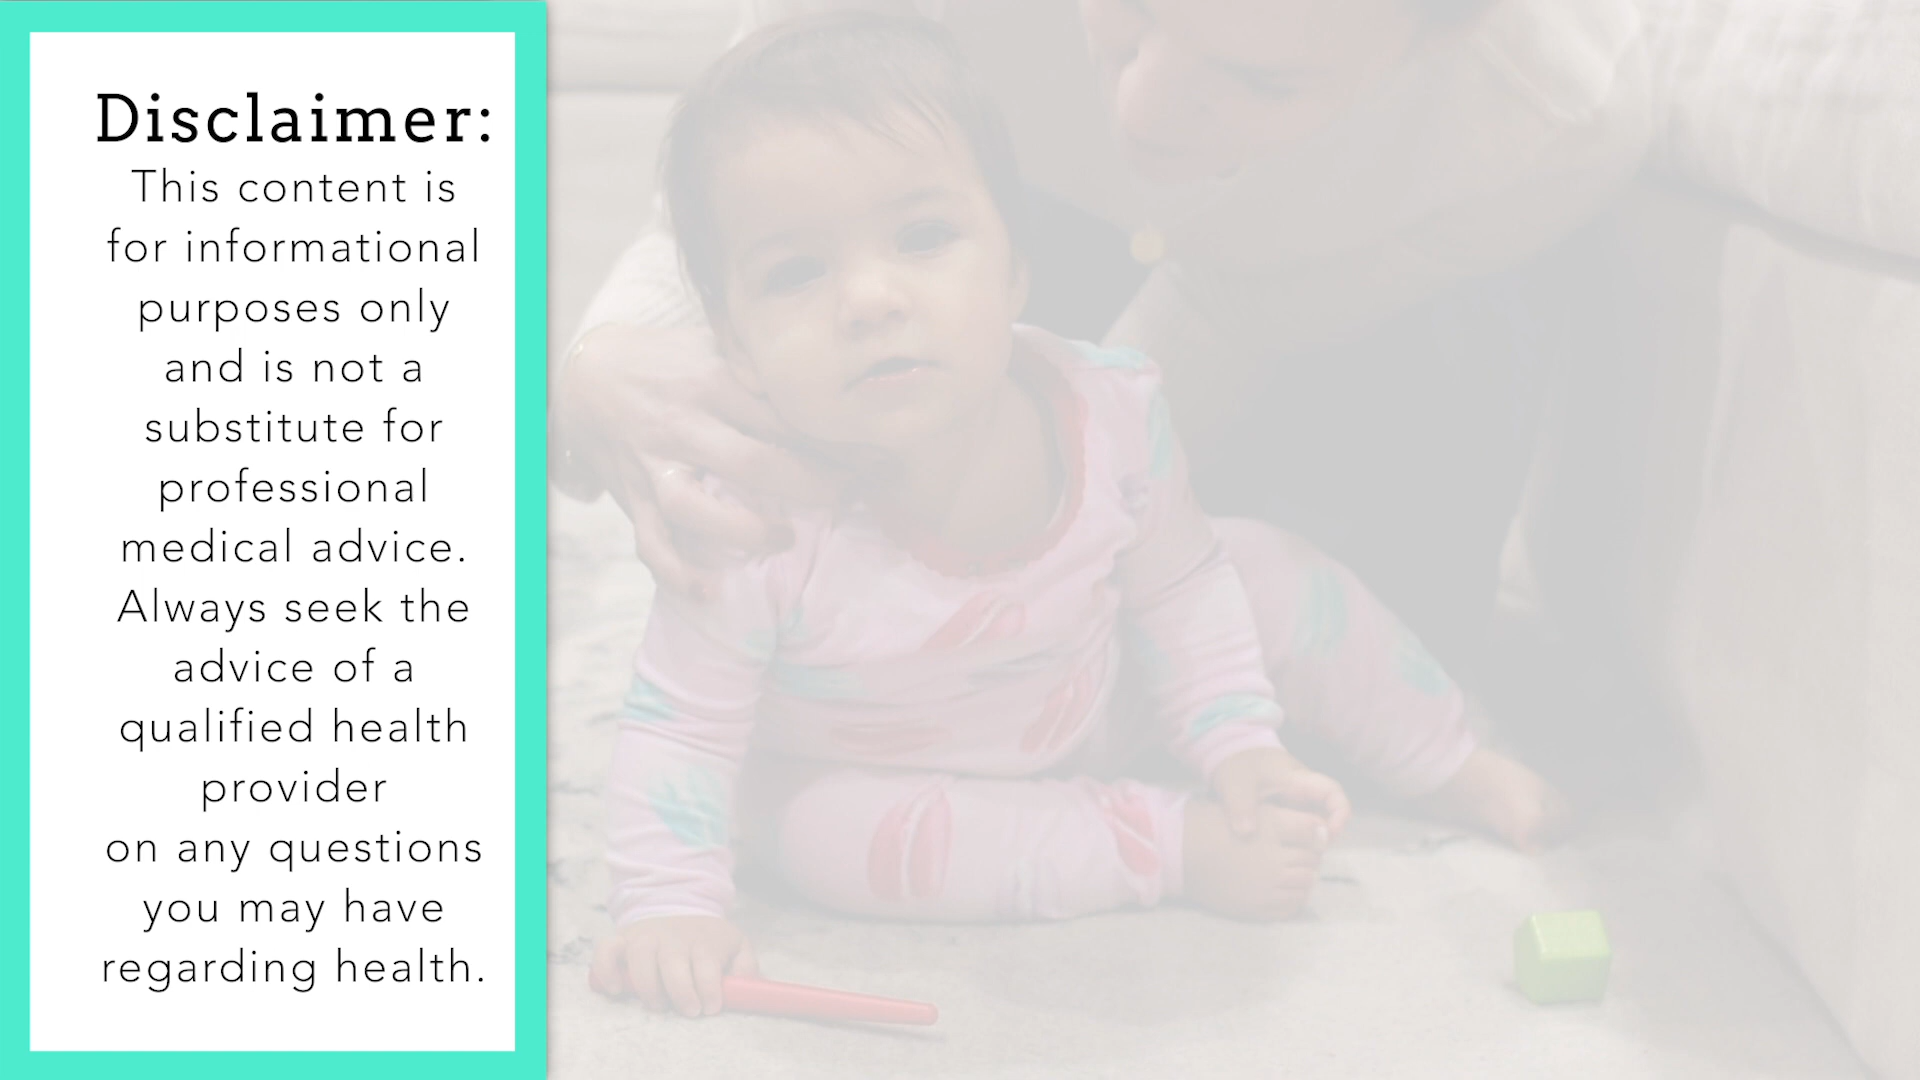 Disclaimer:
This content is
for informational
purposes only
and is not a
substitute for
professional
medical advice.
Always seek the
advice of a
qualified health
provider
on any questions
you may have
regarding health.